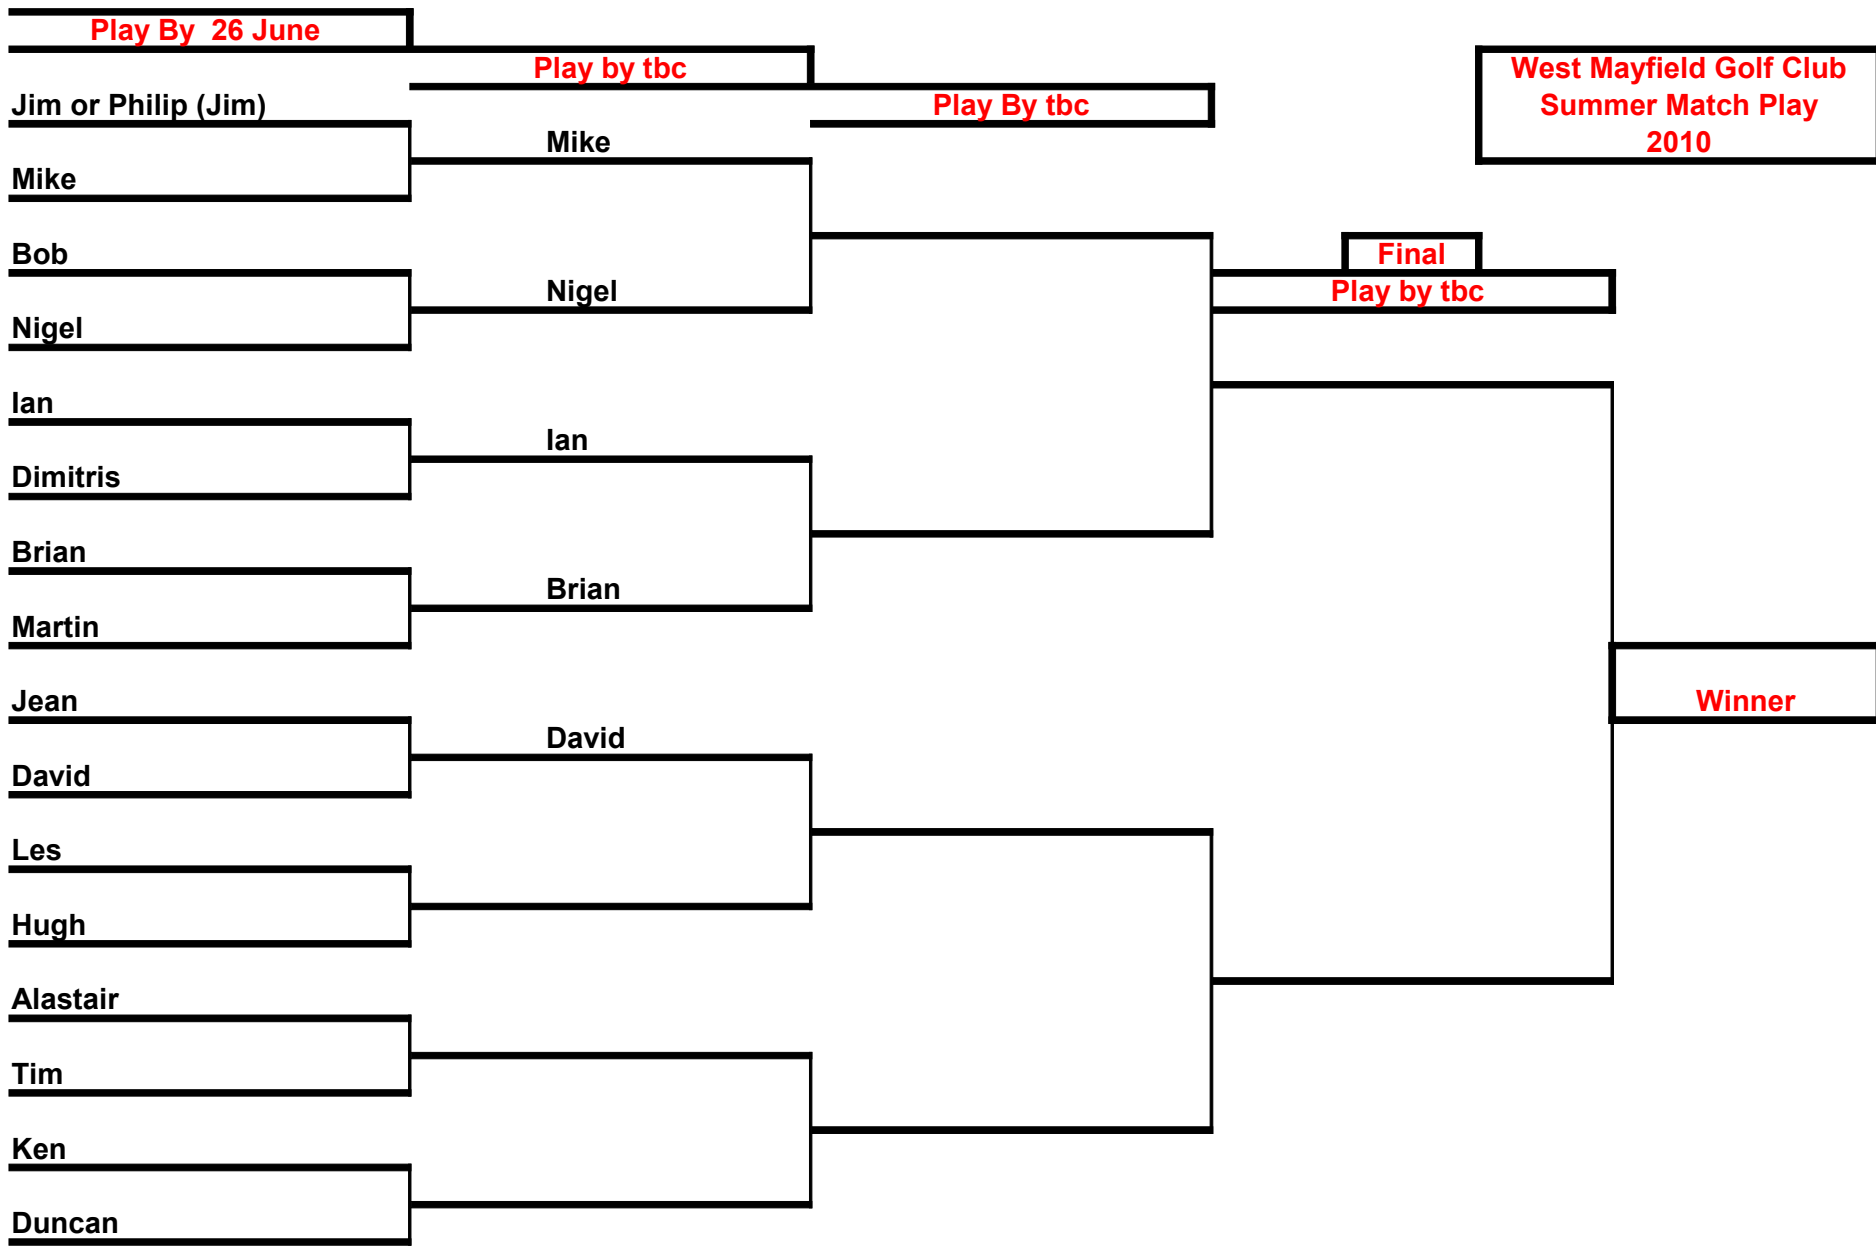 Play By  26 June
Play by tbc
Play By tbc
West Mayfield Golf Club
Summer Match Play
2010
Jim or Philip (Jim)
Mike
Mike
Bob
Nigel
Nigel
Final
Play by tbc
Ian
Ian
Dimitris
Brian
Brian
Martin
Jean
David
David
Winner
Les
Hugh
Alastair
Tim
Ken
Duncan